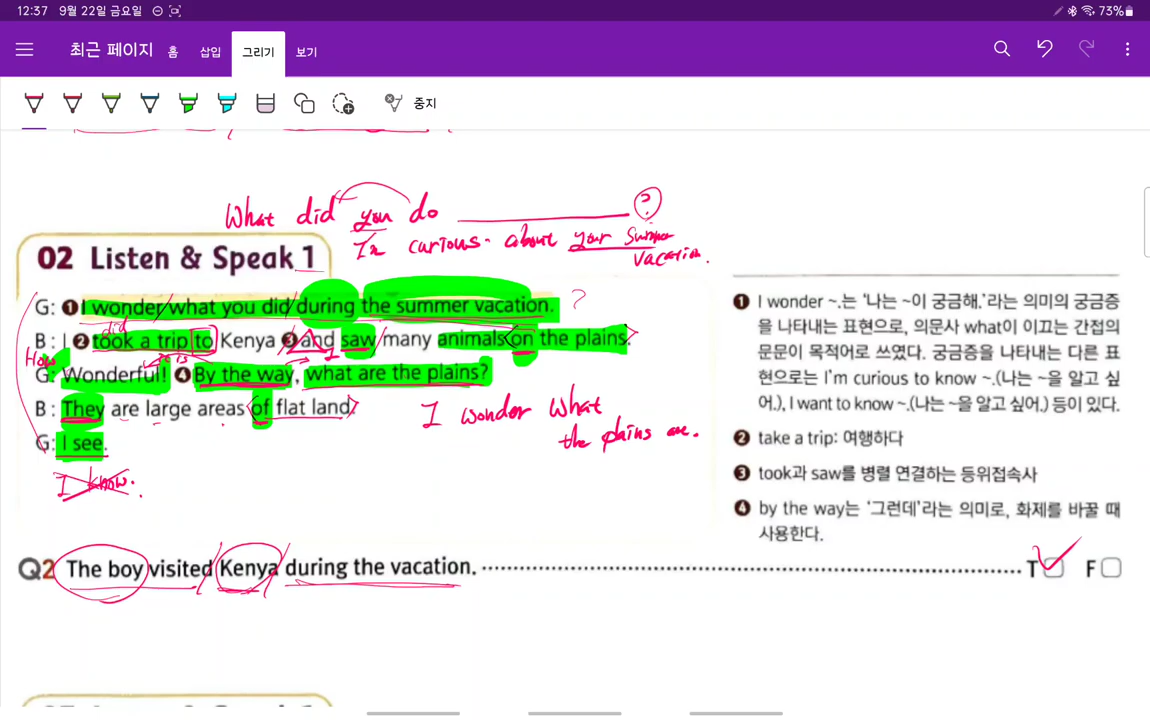 12:37 9월 22일 금요일 73%
최근 페이지 홈 삽입 그리기 보기
중지
What did you do ?
I'm curious about your summer
vacation.
02 Listen & Speak 1
G: ❶ I wonder what you did during the summer vacation. ?
did
B: I ❷ took a trip to Kenya ❸ and saw many animals on the plains.
How it is
G: Wonderful! ❹ By the way, what are the plains?
B: They are large areas of flat land.
I wonder what
the plains are.
G: I see.
I know.
❶ I wonder ~.는 ‘나는 ~이 궁금해.’라는 의미의 궁금증
을 나타내는 표현으로, 의문사 what이 이끄는 간접의
문문이 목적어로 쓰였다. 궁금증을 나타내는 다른 표
현으로는 I’m curious to know ~.(나는 ~을 알고 싶
어.), I want to know ~.(나는 ~을 알고 싶어.) 등이 있다.
❷ take a trip: 여행하다
❸ took과 saw를 병렬 연결하는 등위접속사
❹ by the way는 ‘그런데’라는 의미로, 화제를 바꿀 때
사용한다.
Q2 The boy visited Kenya during the vacation. T F